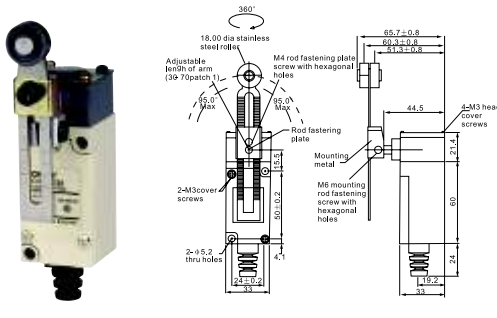 360°
18.00 dia stainless
steel roller
Adjustable
lengh of arm
(30 70patch 1)
95.0°
Max
95.0°
Max
M4 rod fastening plate
screw with hexagonal
holes
Rod fastening
plate
15.5
2-M3cover
screws
50±0.2
2-φ5.2
thru holes
4.1
24±0.2
33
65.7±0.8
60.3±0.8
51.3±0.8
44.5
4-M3 head
cover
screws
21.4
Mounting
metal
M6 mounting
rod fastening
screw with
hexagonal
holes
60
24
19.2
33